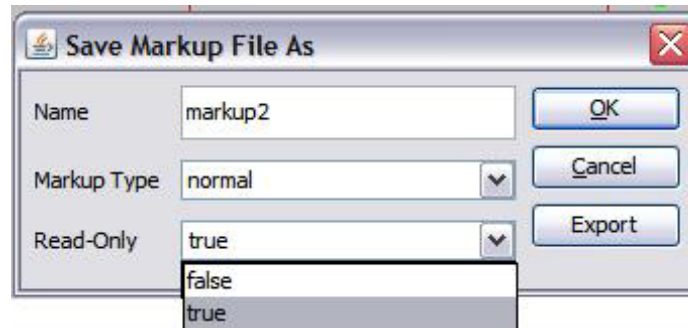 Save Markup File As
Name markup2 OK
Markup Type normal Cancel
Read-Only true Export
false
true